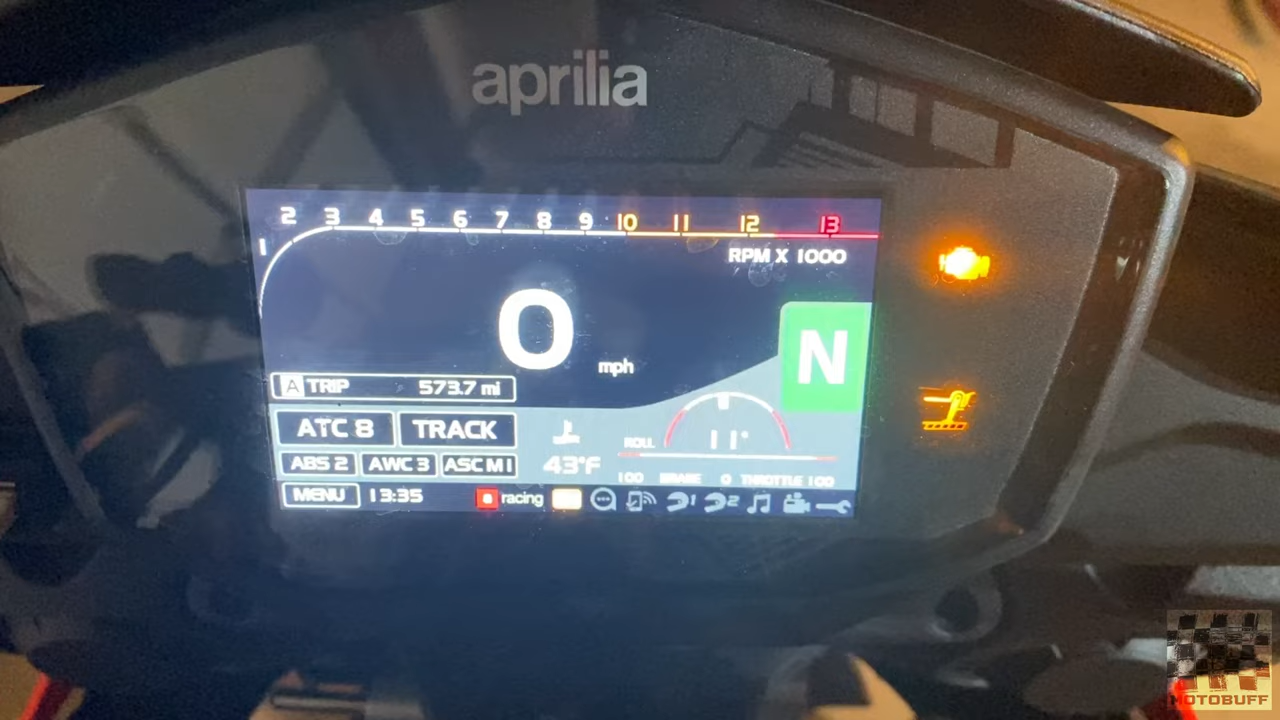 aprilia
2 3 4 5 6 7 8 9 10 11 12 13
1
RPM X 1000
0 mph
N
A TRIP 573.7 mi
ATC 8 TRACK
ABS 2 AWC 3 ASC M1
43°F
ROLL 11°
100 BRAKE 0 THROTTLE 100
MENU 13:35 a racing
1 2
MOTOBUFF